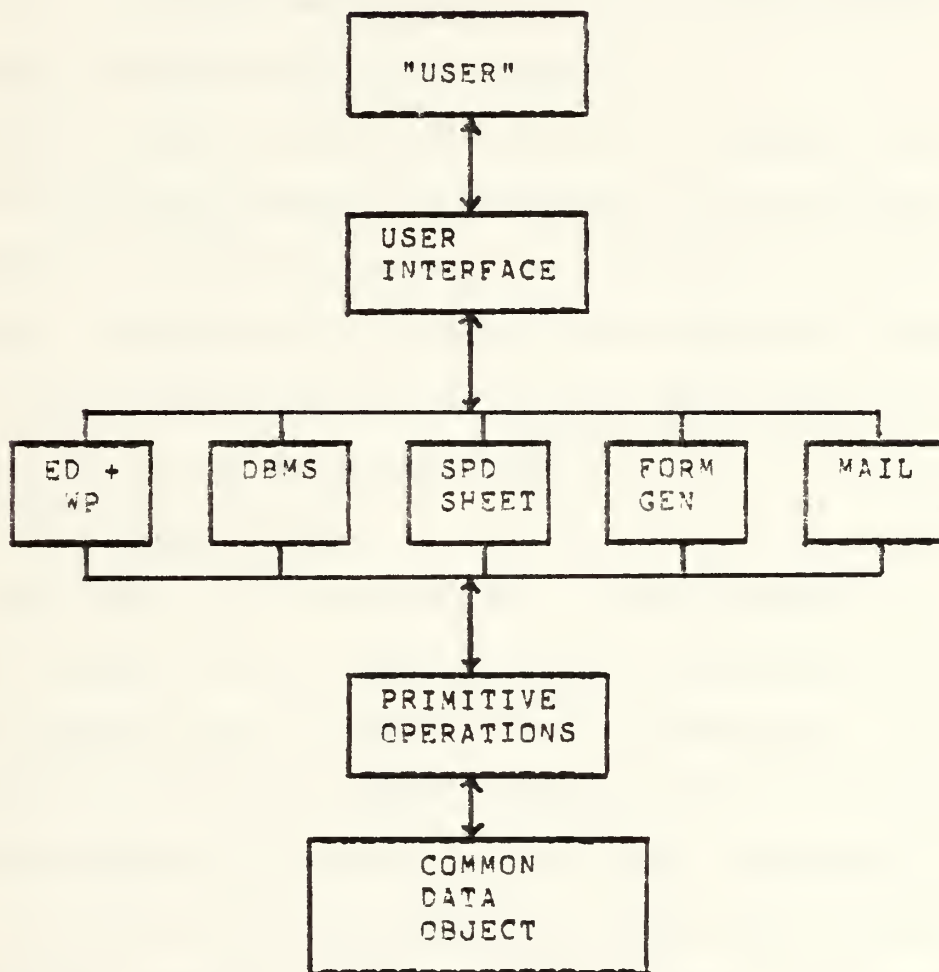 "USER"
USER
INTERFACE
ED +
WP
DBMS
SPD
SHEET
FORM
GEN
MAIL
PRIMITIVE
OPERATIONS
COMMON
DATA
OBJECT